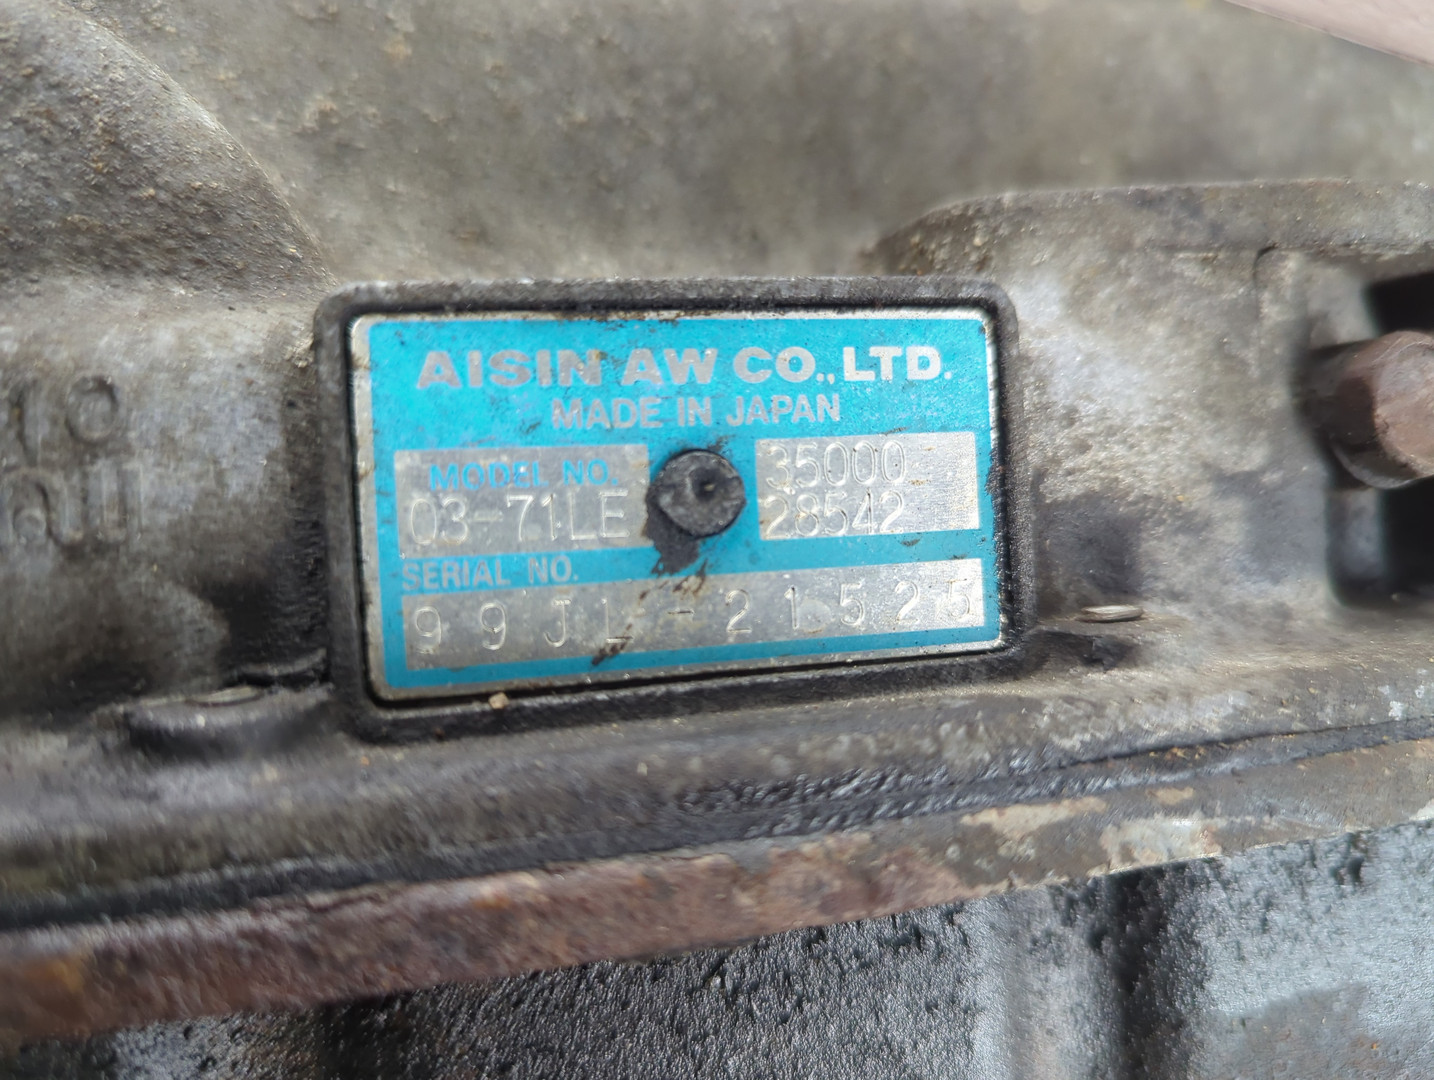 AISIN AW CO., LTD.
MADE IN JAPAN
MODEL NO.
03-71LE
35000
28542
SERIAL NO.
99JL-21525